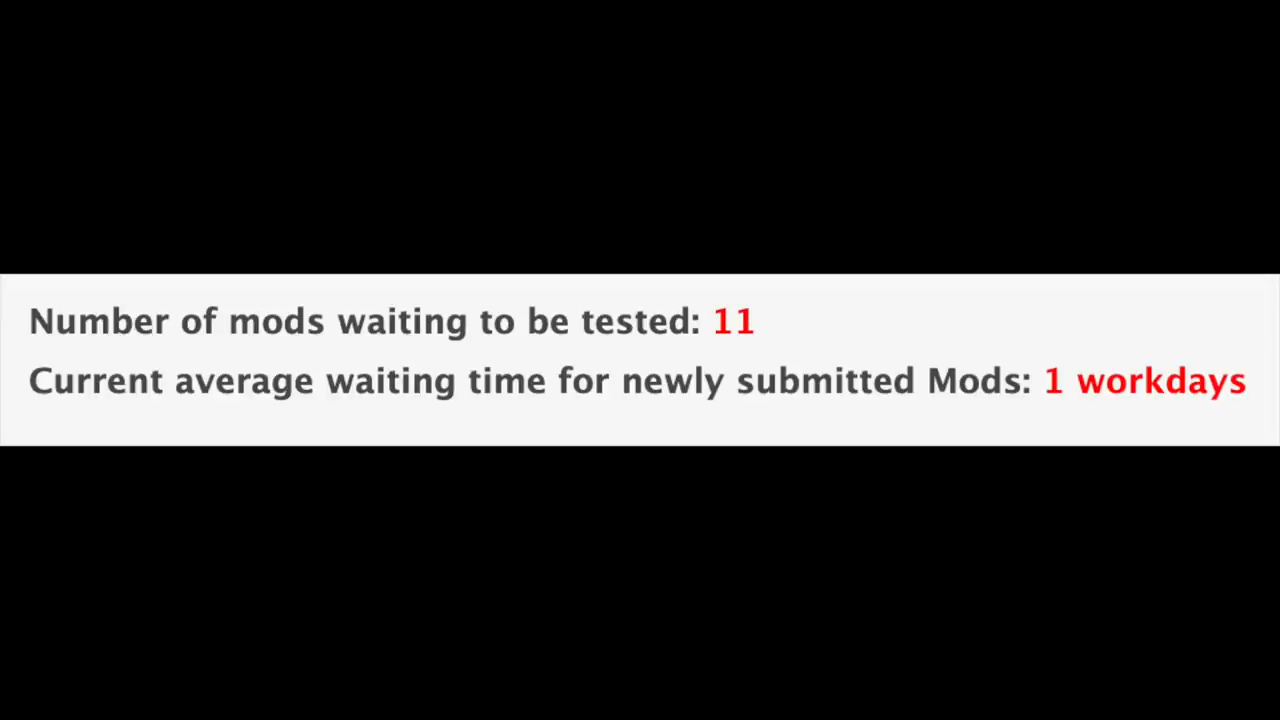 Number of mods waiting to be tested: 11
Current average waiting time for newly submitted Mods: 1 workdays